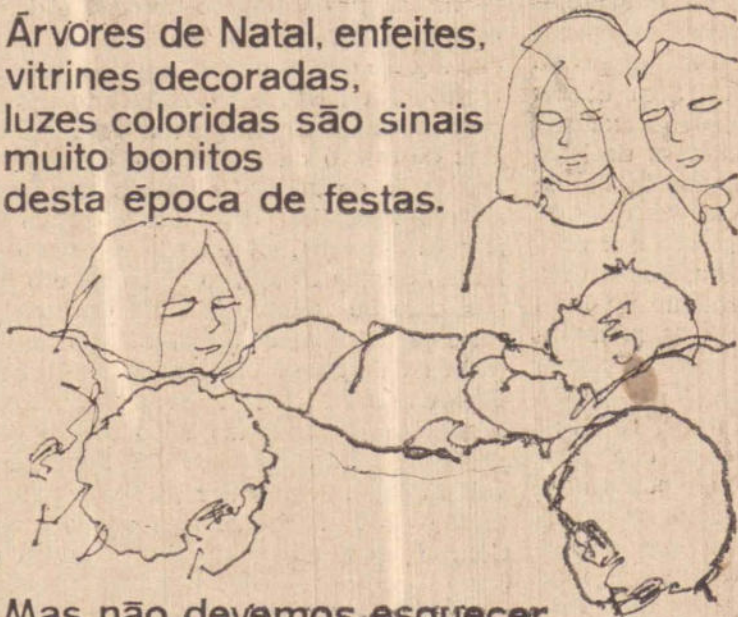 Árvores de Natal, enfeites,
vitrines decoradas,
luzes coloridas são sinais
muito bonitos
desta época de festas.
Mas não devemos esquecer